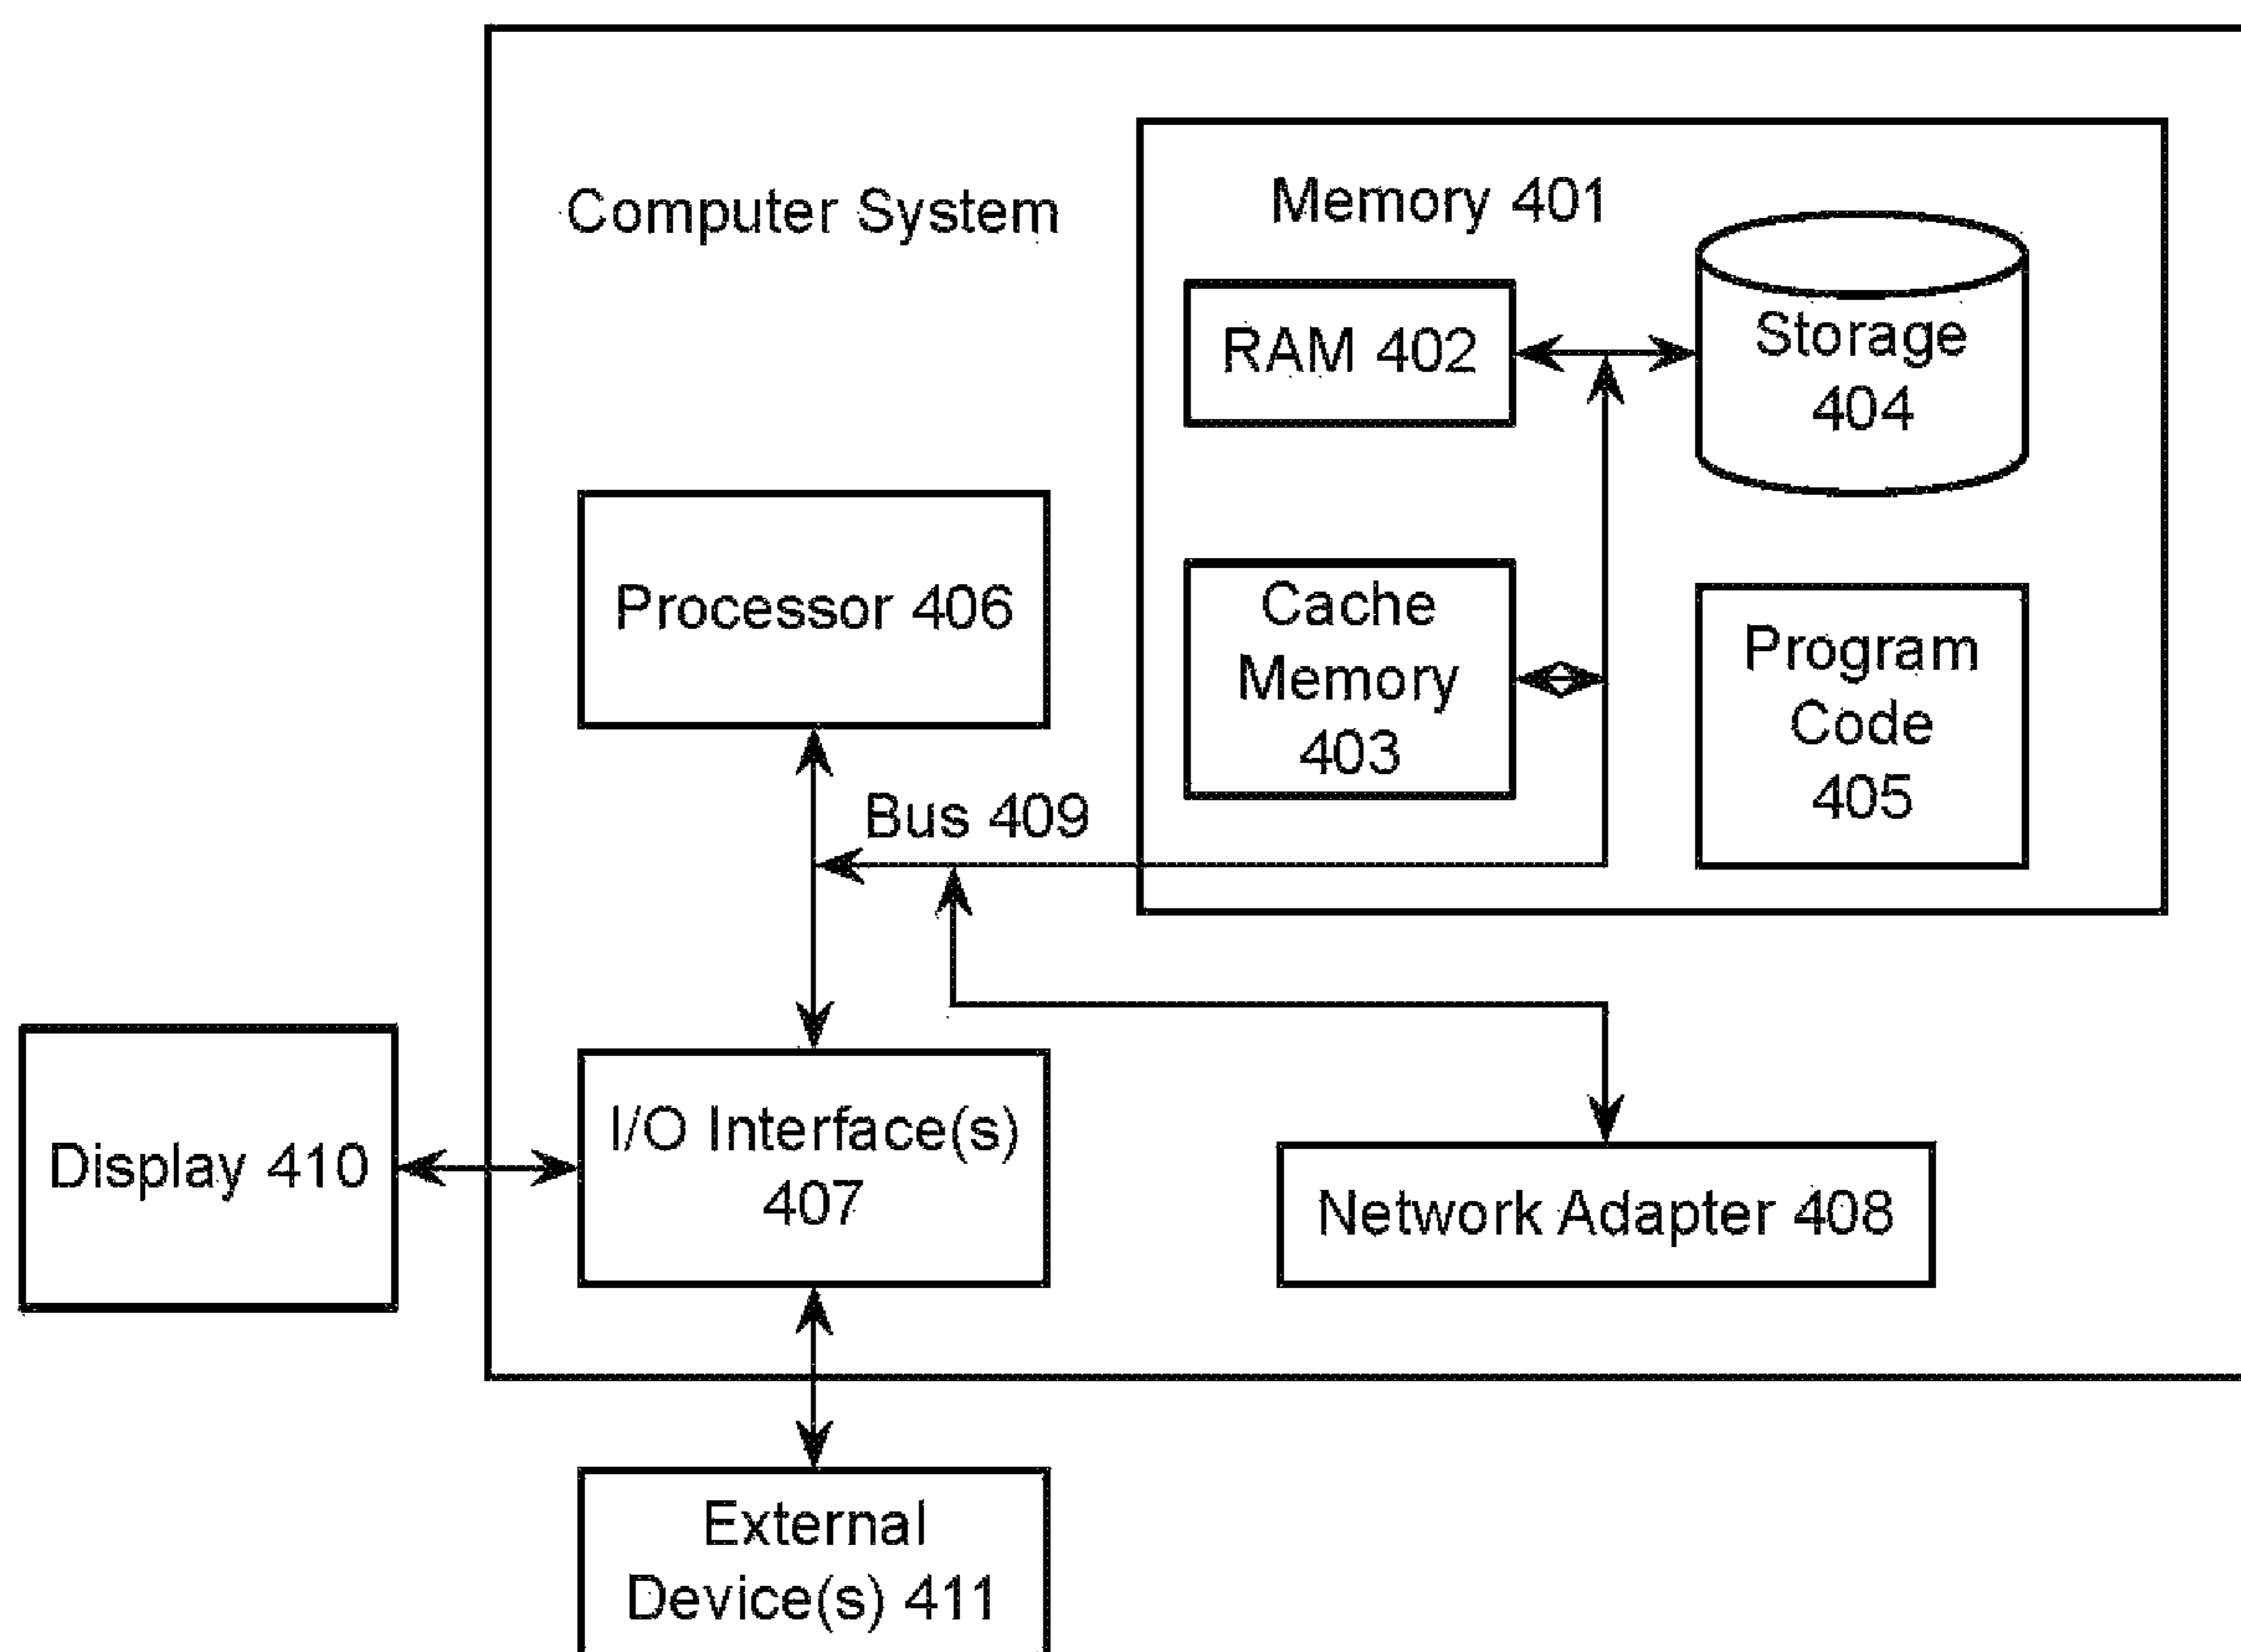 Computer System
Memory 401
RAM 402
Storage
404
Processor 406
Cache
Memory
403
Program
Code
405
Bus 409
Display 410
I/O Interface(s)
407
Network Adapter 408
External
Device(s) 411